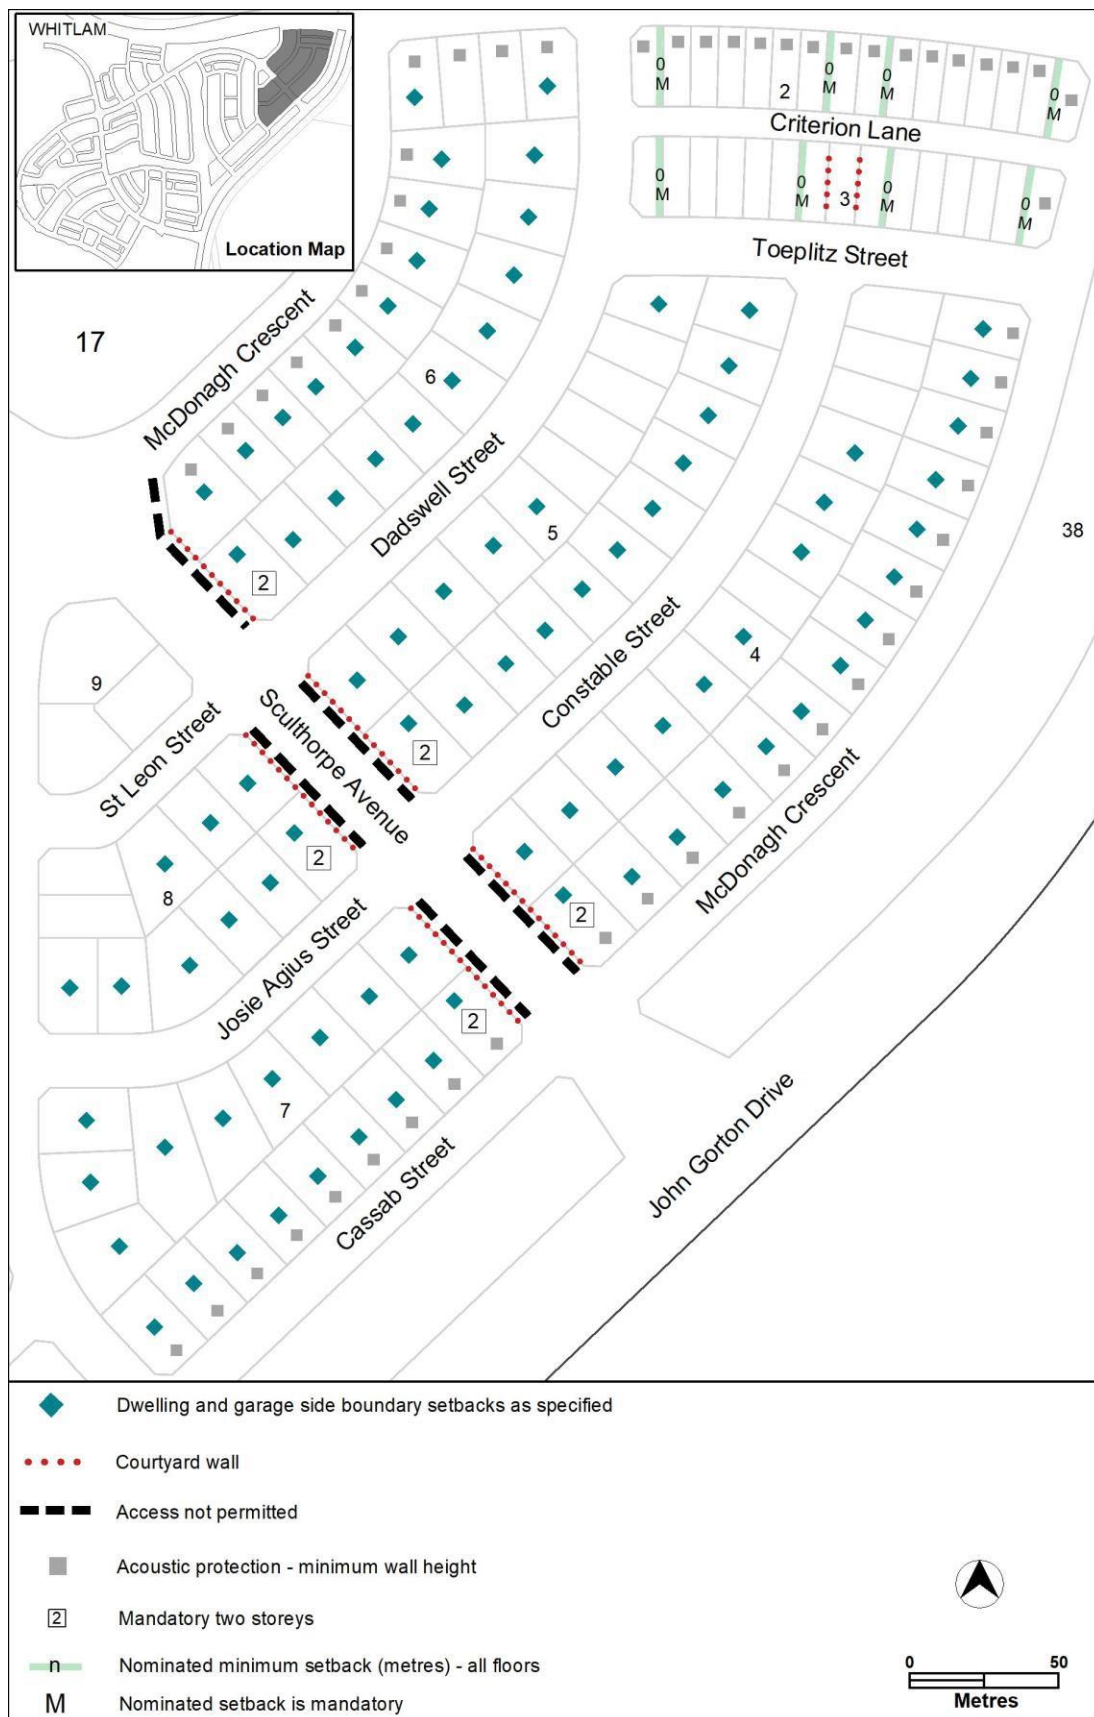 WHITLAM
Location Map
0
M
0
M
0
M
0
M
2
Criterion Lane
0
M
0
M
3
0
M
0
M
Toeplitz Street
17
McDonagh Crescent
6
Dadswell Street
5
38
2
Constable Street
4
9
St Leon Street
Sculthorpe Avenue
2
McDonagh Crescent
2
8
2
Josie Agius Street
2
7
Cassab Street
John Gorton Drive
Dwelling and garage side boundary setbacks as specified
Courtyard wall
Access not permitted
Acoustic protection - minimum wall height
2 Mandatory two storeys
n Nominated minimum setback (metres) - all floors
M Nominated setback is mandatory
0 50
Metres